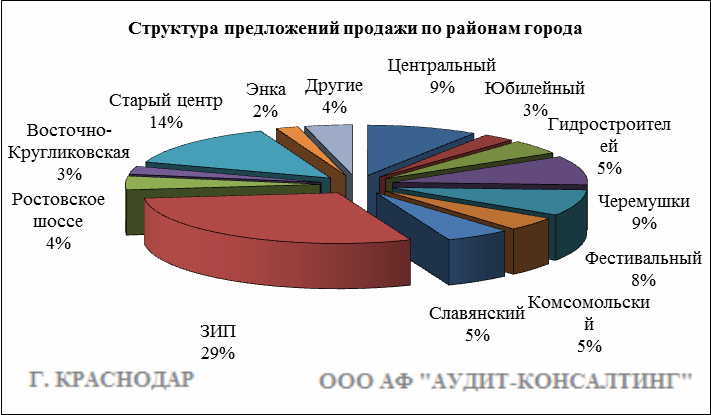 Структура предложений продажи по районам города
Центральный
9%
Юбилейный
3%
Гидростроител
ей
5%
Черемушки
9%
Фестивальный
8%
Комсомольски
й
5%
Славянский
5%
ЗИП
29%
Ростовское
шоссе
4%
Восточно-
Кругликовская
3%
Старый центр
14%
Энка
2%
Другие
4%
Г. КРАСНОДАР
ООО АФ "АУДИТ-КОНСАЛТИНГ"